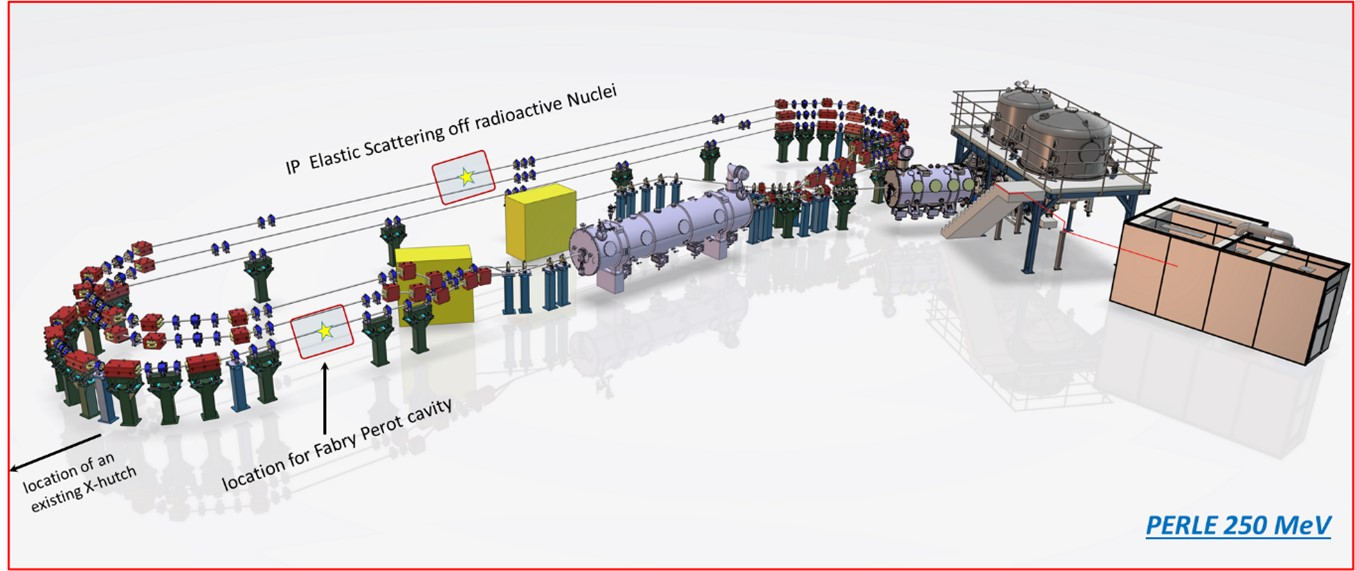 IP Elastic Scattering off radioactive Nuclei
location for Fabry Perot cavity
location of an
existing X-hutch
PERLE 250 MeV